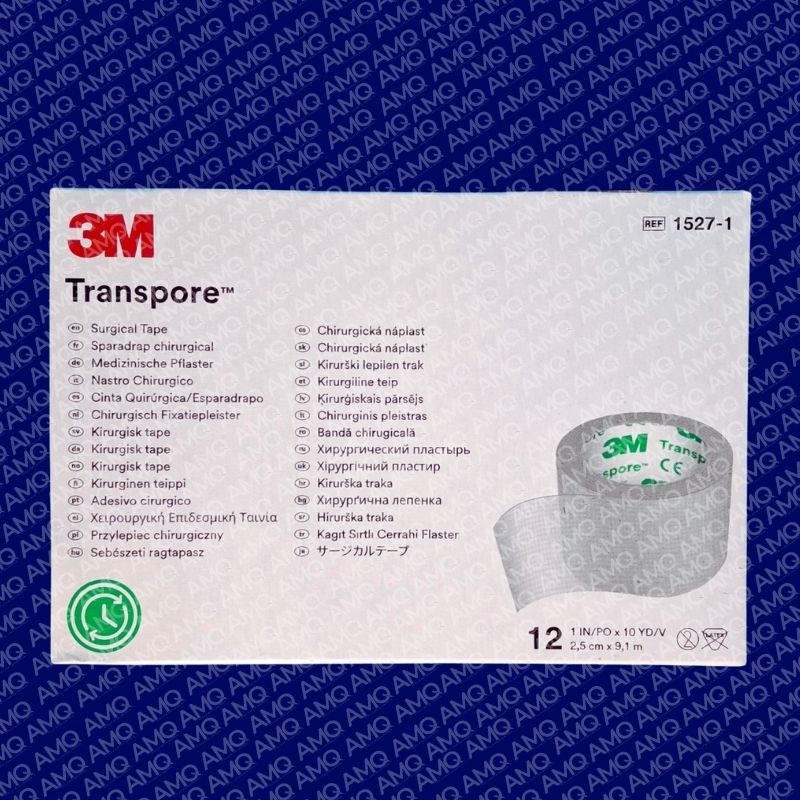 3M
REF 1527-1
Transpore™
en Surgical Tape
fr Sparadrap chirurgical
de Medizinische Pflaster
it Nastro Chirurgico
es Cinta Quirúrgica/Esparadrapo
nl Chirurgisch Fixatiepleister
sv Kirurgisk tape
da Kirurgisk tape
no Kirurgisk tape
fi Kirurginen teippi
pt Adesivo cirurgico
el Χειρουργική Επιδεσμική Ταινία
pl Przylepiec chirurgiczny
hu Sebészeti ragtapasz
cs Chirurgická náplast
sk Chirurgická náplasť
sl Kirurški lepilen trak
et Kirurgiline teip
lv Ķirurģiskais pārsējs
lt Chirurginis pleistras
ro Bandă chirugicală
ru Хирургический пластырь
uk Хірургічний пластир
hr Kirurška traka
bg Хирургична лепенка
sr Hirurška traka
tr Kagıt Sırtlı Cerrahi Flaster
ja サージカルテープ
3M Transp
spore™ CE
12 1 IN/PO x 10 YD/V
2,5 cm x 9,1 m
2
LATEX
AMQ